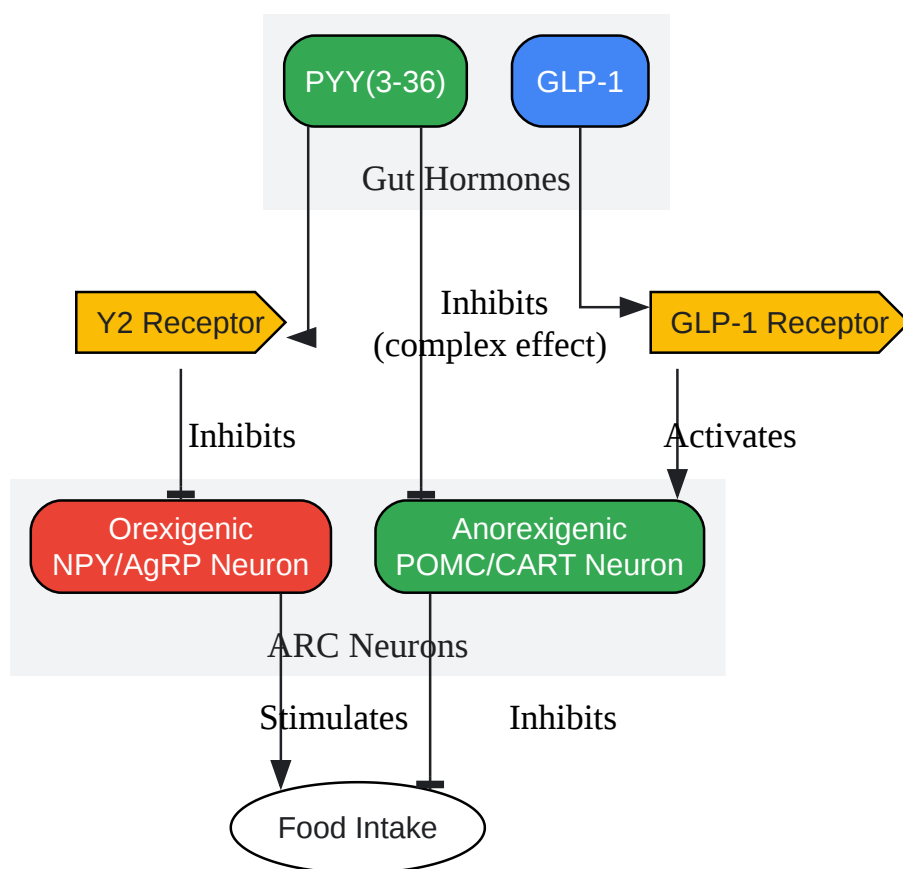 PYY(3-36)
GLP-1
Gut Hormones
Y2 Receptor
Inhibits
(complex effect)
GLP-1 Receptor
Inhibits
Activates
Orexigenic
NPY/AgRP Neuron
Anorexigenic
POMC/CART Neuron
ARC Neurons
Stimulates
Inhibits
Food Intake